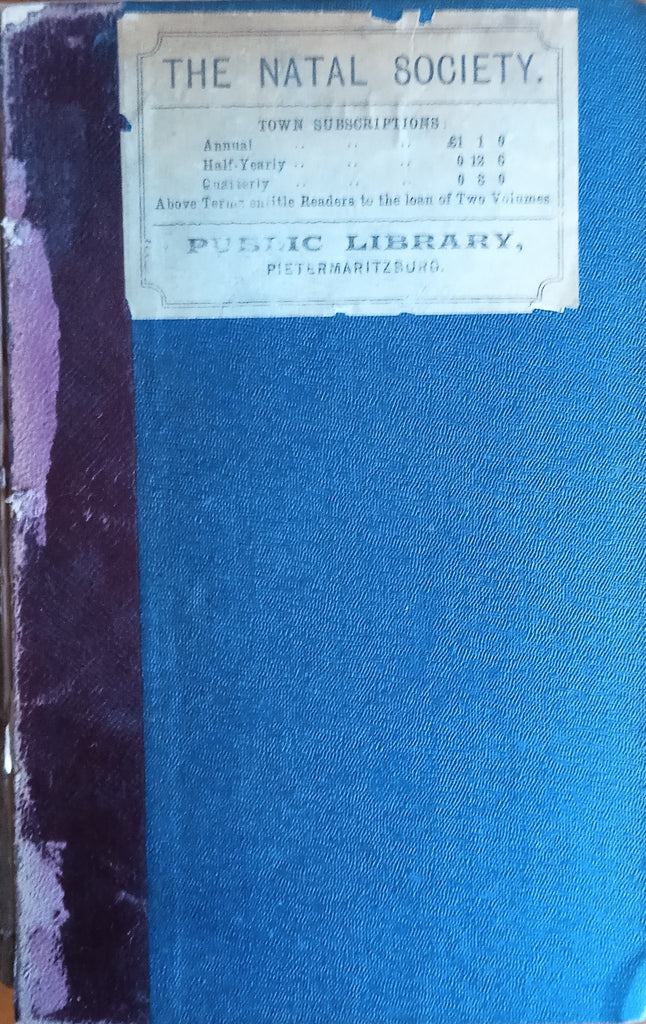 THE NATAL SOCIETY.
TOWN SUBSCRIPTIONS
Annual .. .. .. £1 1 0
Half-Yearly .. .. .. 0 12 6
Quarterly .. .. .. 0 8 0
Above Terms entitle Readers to the loan of Two Volumes
PUBLIC LIBRARY,
PIETERMARITZBURG.